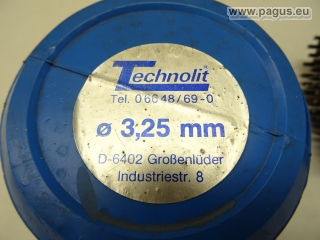 © www.pagus.eu
Technolit®
Tel. 06648/69-0
ø 3,25 mm
D-6402 Großenlüder
Industriestr. 8